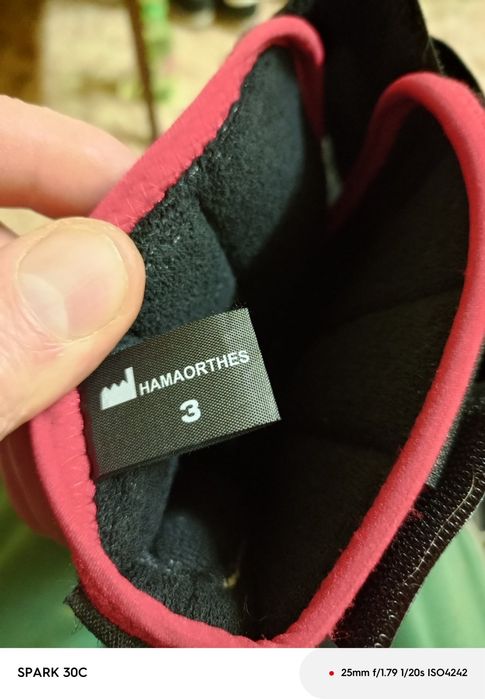 HAMAORTHES
3
SPARK 30C
25mm f/1.79 1/20s ISO4242